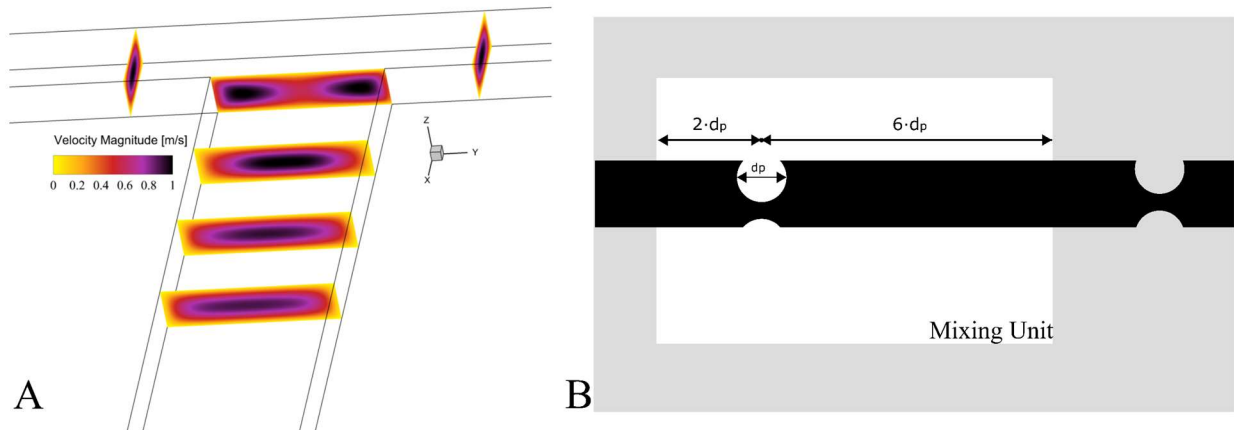 Velocity Magnitude [m/s]
0 0.2 0.4 0.6 0.8 1
Z
Y
X
A
2·dp
6·dp
dp
Mixing Unit
B